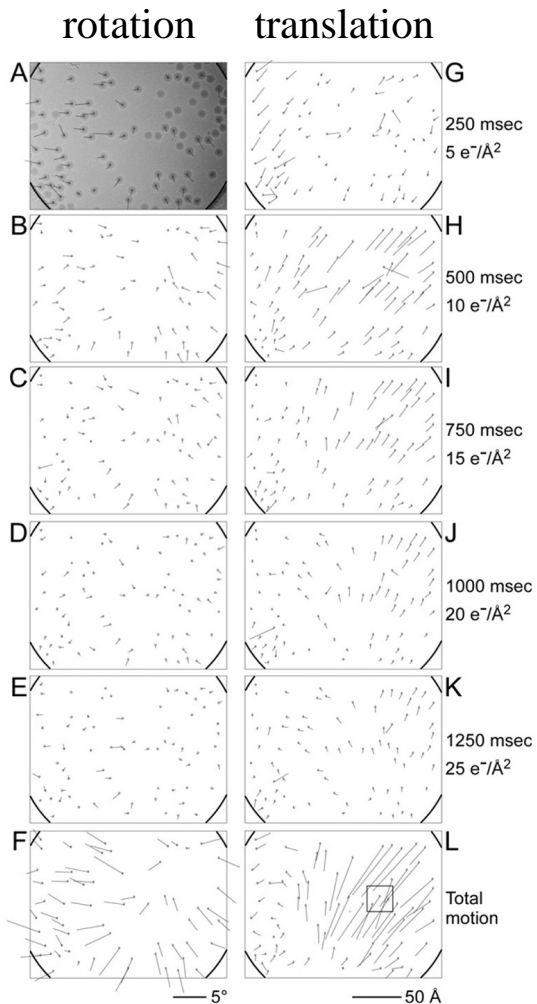 rotation translation
A G
250 msec
5 e⁻/Å²
B H
500 msec
10 e⁻/Å²
C I
750 msec
15 e⁻/Å²
D J
1000 msec
20 e⁻/Å²
E K
1250 msec
25 e⁻/Å²
F L
Total
motion
5° 50 Å